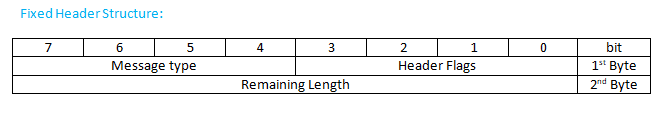 Fixed Header Structure:
7 6 5 4 3 2 1 0 bit
Message type Header Flags 1st Byte
Remaining Length 2nd Byte